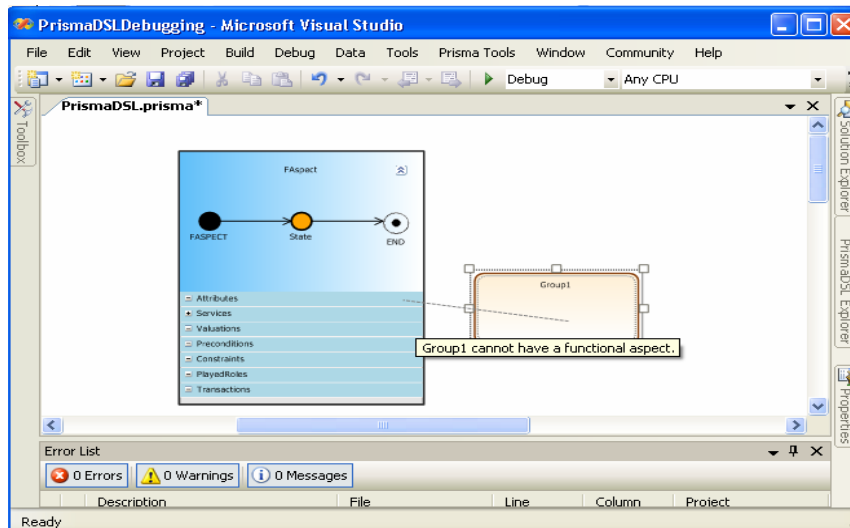 PrismaDSLDebugging - Microsoft Visual Studio
File Edit View Project Build Debug Data Tools Prisma Tools Window Community Help
Debug Any CPU
Toolbox
PrismaDSL.prisma*
FAspect
FASPECT State END
Attributes
Services
Valuations
Preconditions
Constraints
PlayedRoles
Transactions
Group1
Group1 cannot have a functional aspect.
Solution Explorer
PrismaDSL Explorer
Properties
Error List
0 Errors 0 Warnings 0 Messages
Description File Line Column Project
Ready